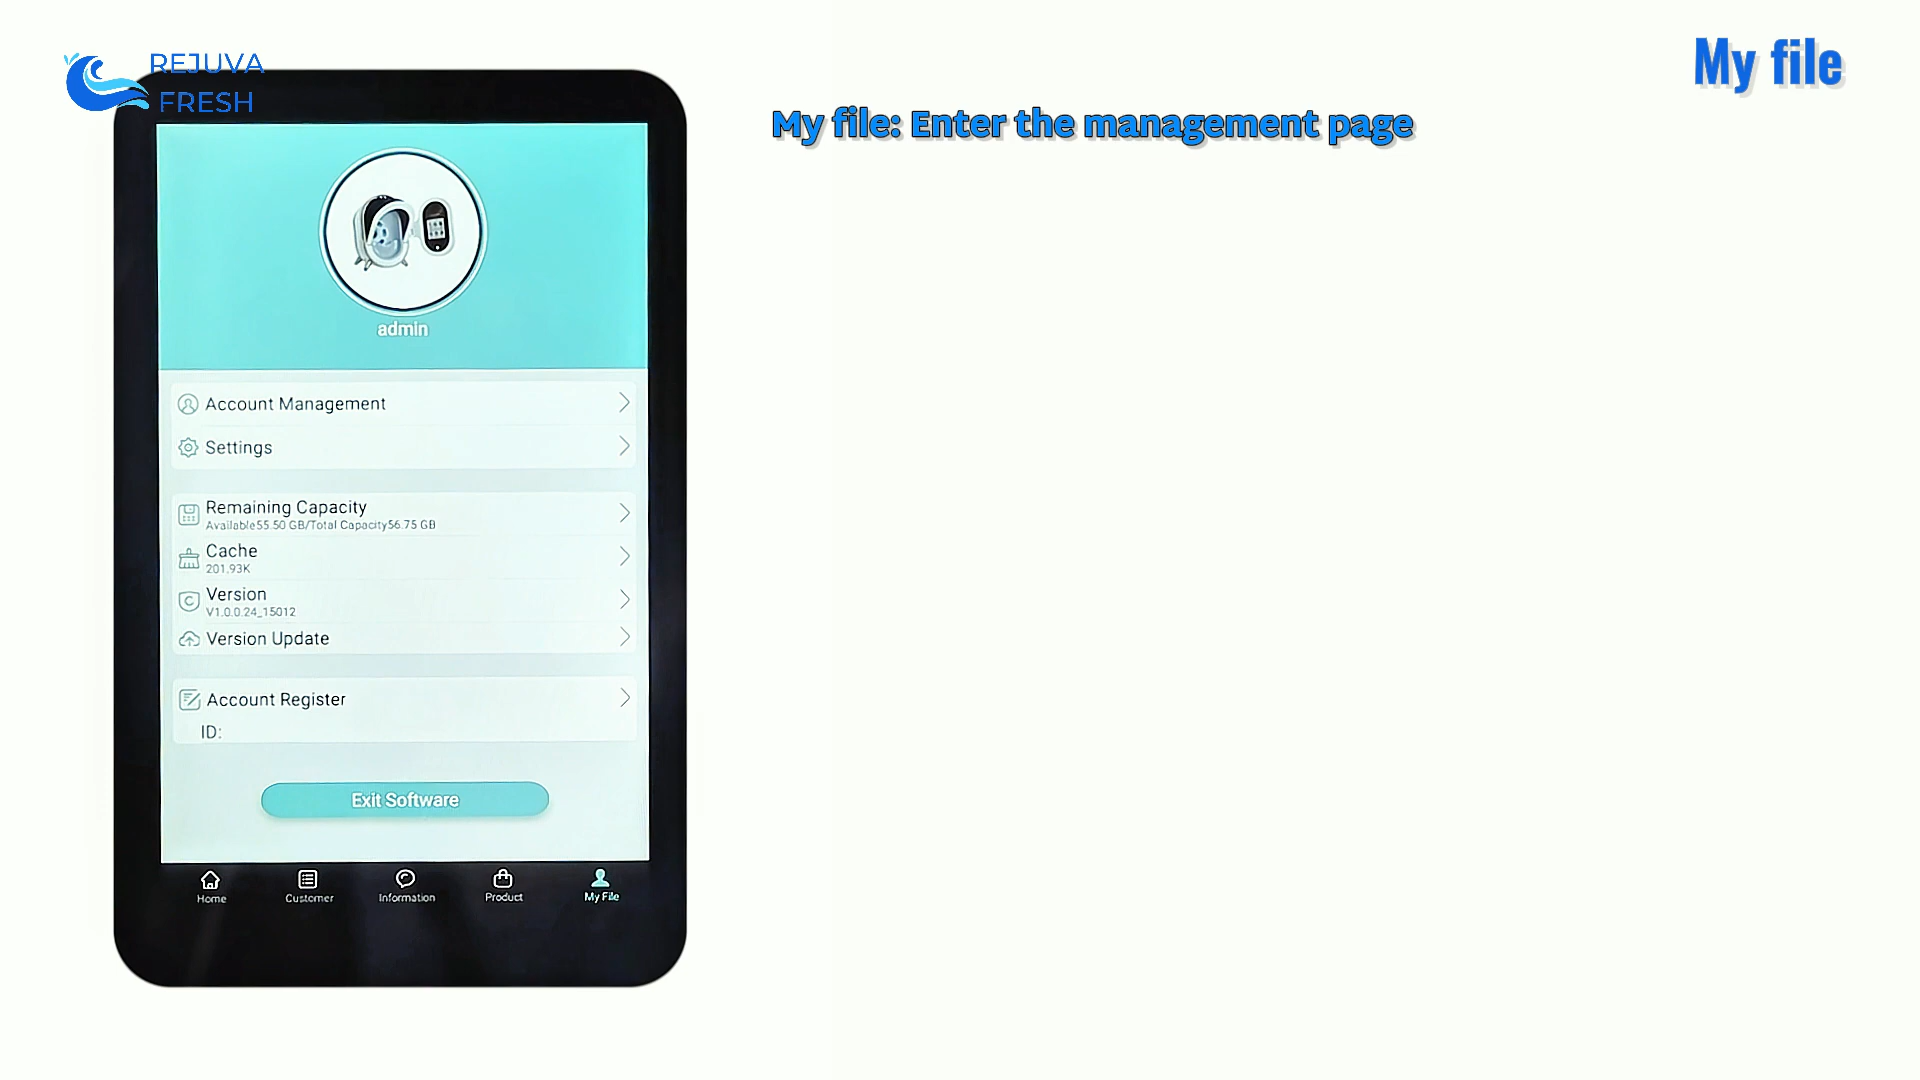 REJUVA
FRESH
My file
My file: Enter the management page
admin
Account Management
Settings
Remaining Capacity
Available55.50 GB/Total Capacity56.75 GB
Cache
201.93K
Version
V1.0.0.24_15012
Version Update
Account Register
ID:
Exit Software
Home
Customer
Information
Product
My File